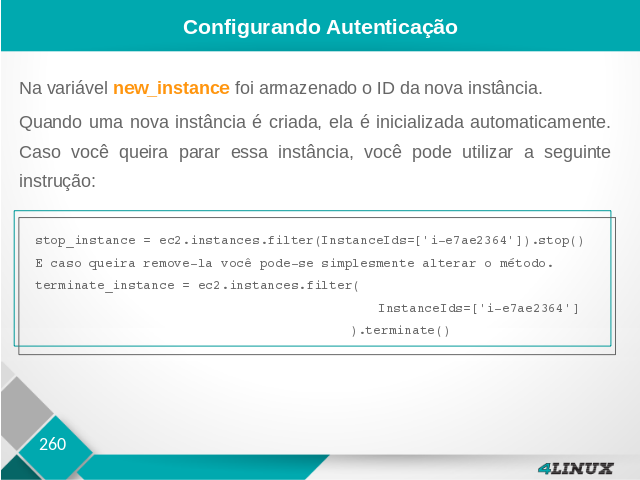 Configurando Autenticação
Na variável new_instance foi armazenado o ID da nova instância.
Quando uma nova instância é criada, ela é inicializada automaticamente.
Caso você queira parar essa instância, você pode utilizar a seguinte
instrução:
stop_instance = ec2.instances.filter(InstanceIds=['i-e7ae2364']).stop()
E caso queira remove-la você pode-se simplesmente alterar o método.
terminate_instance = ec2.instances.filter(
InstanceIds=['i-e7ae2364']
).terminate()
260
4LINUX